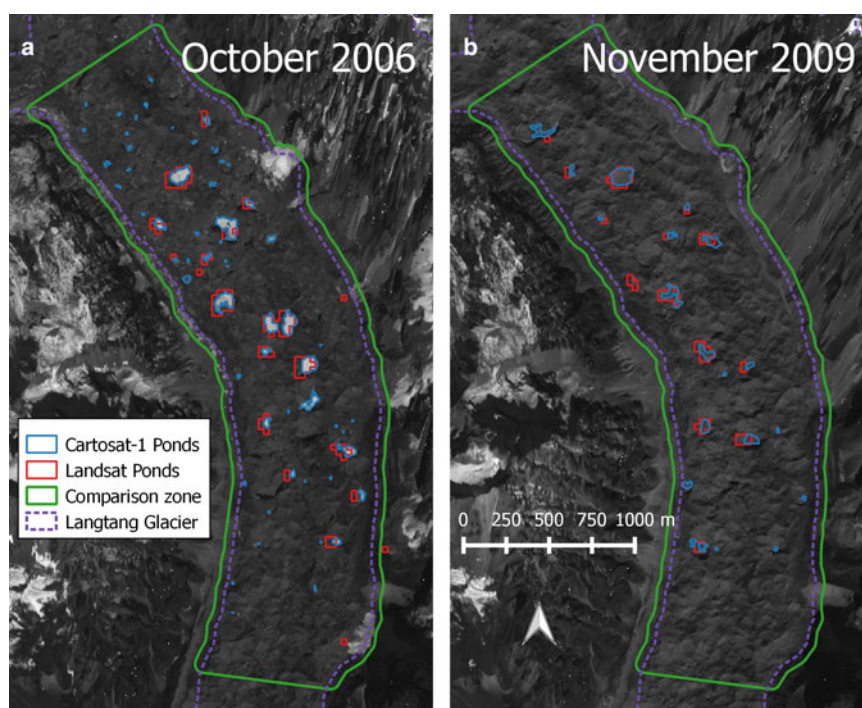 a
October 2006
Cartosat-1 Ponds
Landsat Ponds
Comparison zone
Langtang Glacier
b
November 2009
0 250 500 750 1000 m